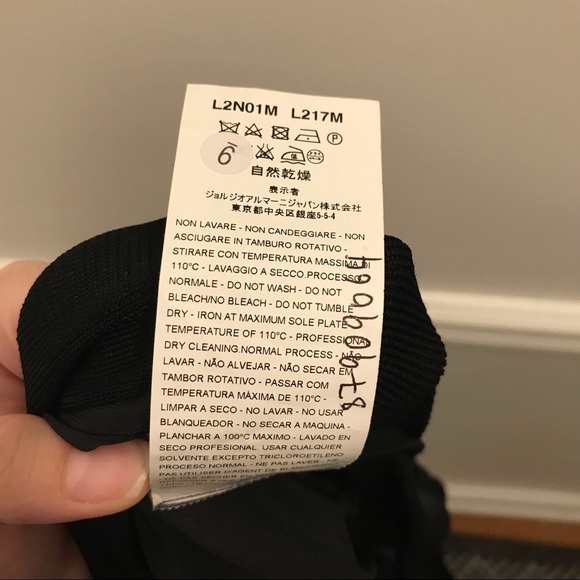 L2N01M L217M
P
6
自然乾燥
表示者
ジョルジオアルマーニジャパン株式会社
東京都中央区銀座5-5-4
NON LAVARE - NON CANDEGGIARE - NON
ASCIUGARE IN TAMBURO ROTATIVO -
STIRARE CON TEMPERATURA MASSIMA DI
110°C - LAVAGGIO A SECCO.PROCESSO
NORMALE - DO NOT WASH - DO NOT
BLEACH/NO BLEACH - DO NOT TUMBLE
DRY - IRON AT MAXIMUM SOLE PLATE
TEMPERATURE OF 110°C - PROFESSIONAL
DRY CLEANING.NORMAL PROCESS - NÃO
LAVAR - NÃO ALVEJAR - NÃO SECAR EM
TAMBOR ROTATIVO - PASSAR COM
TEMPERATURA MÁXIMA DE 110°C -
LIMPAR A SECO - NO LAVAR - NO USAR
BLANQUEADOR - NO SECAR A MAQUINA -
PLANCHAR A 100°C MAXIMO - LAVADO EN
SECO PROFESIONAL. USAR CUALQUIER
SOLVENTE EXCEPTO TRICLOROETILENO
PROCESO NORMAL - NE PAS LAVER - NE
PAS UTILISER D'AGENT DE